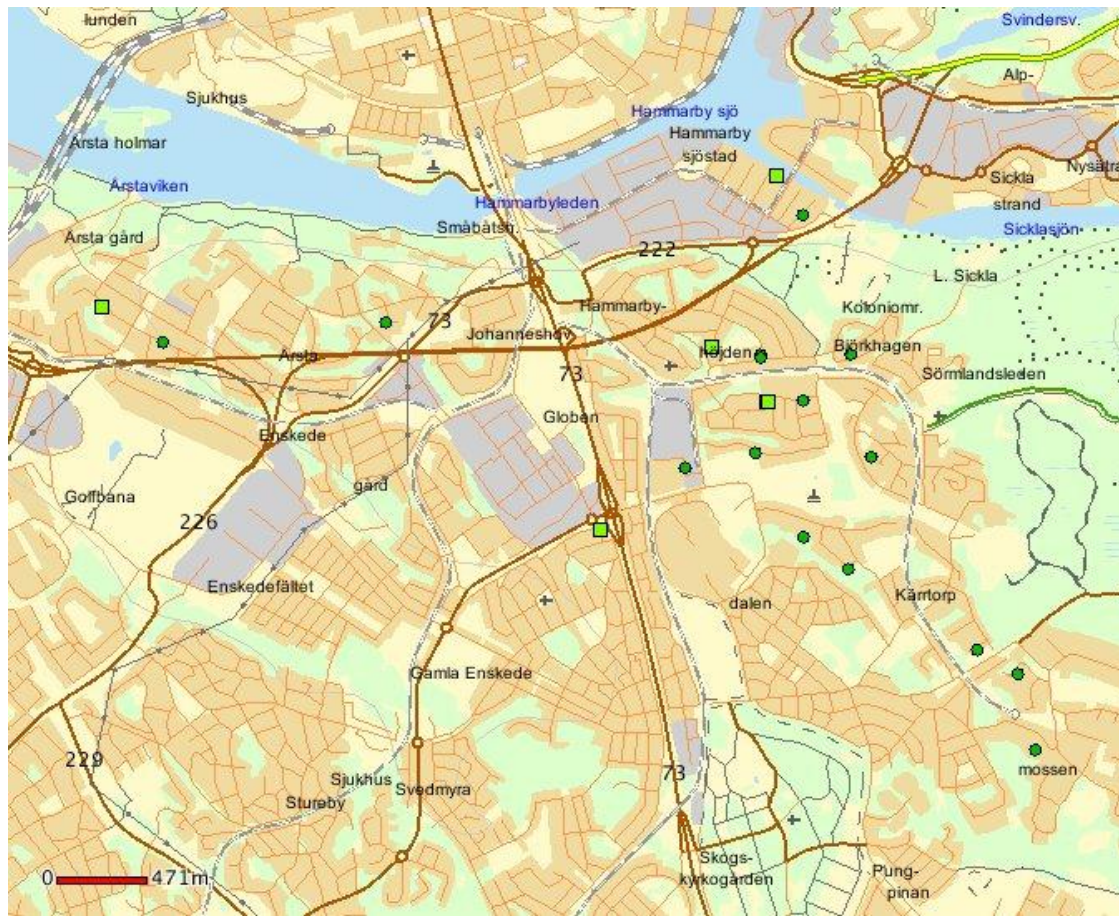 lunden
Svindersv.
Alp-
Sjukhus
Hammarby sjö
Hammarby
sjöstad
Årsta holmar
Nysätra
Sickla
strand
Årstaviken
Hammarbyleden
Småbåtsh.
Sicklasjön
Årsta gård
222
L. Sickla
Koloniomr.
Hammarby-
73
Johanneshov
höjden
Björkhagen
Årsta
73
Sörmlandsleden
Globen
Enskede
gård
Golfbana
226
Enskedefältet
dalen
Kärrtorp
Gamla Enskede
229
73
mossen
Sjukhus
Svedmyra
Stureby
Skogs-
kyrkogården
Pung-
pinan
0 471m